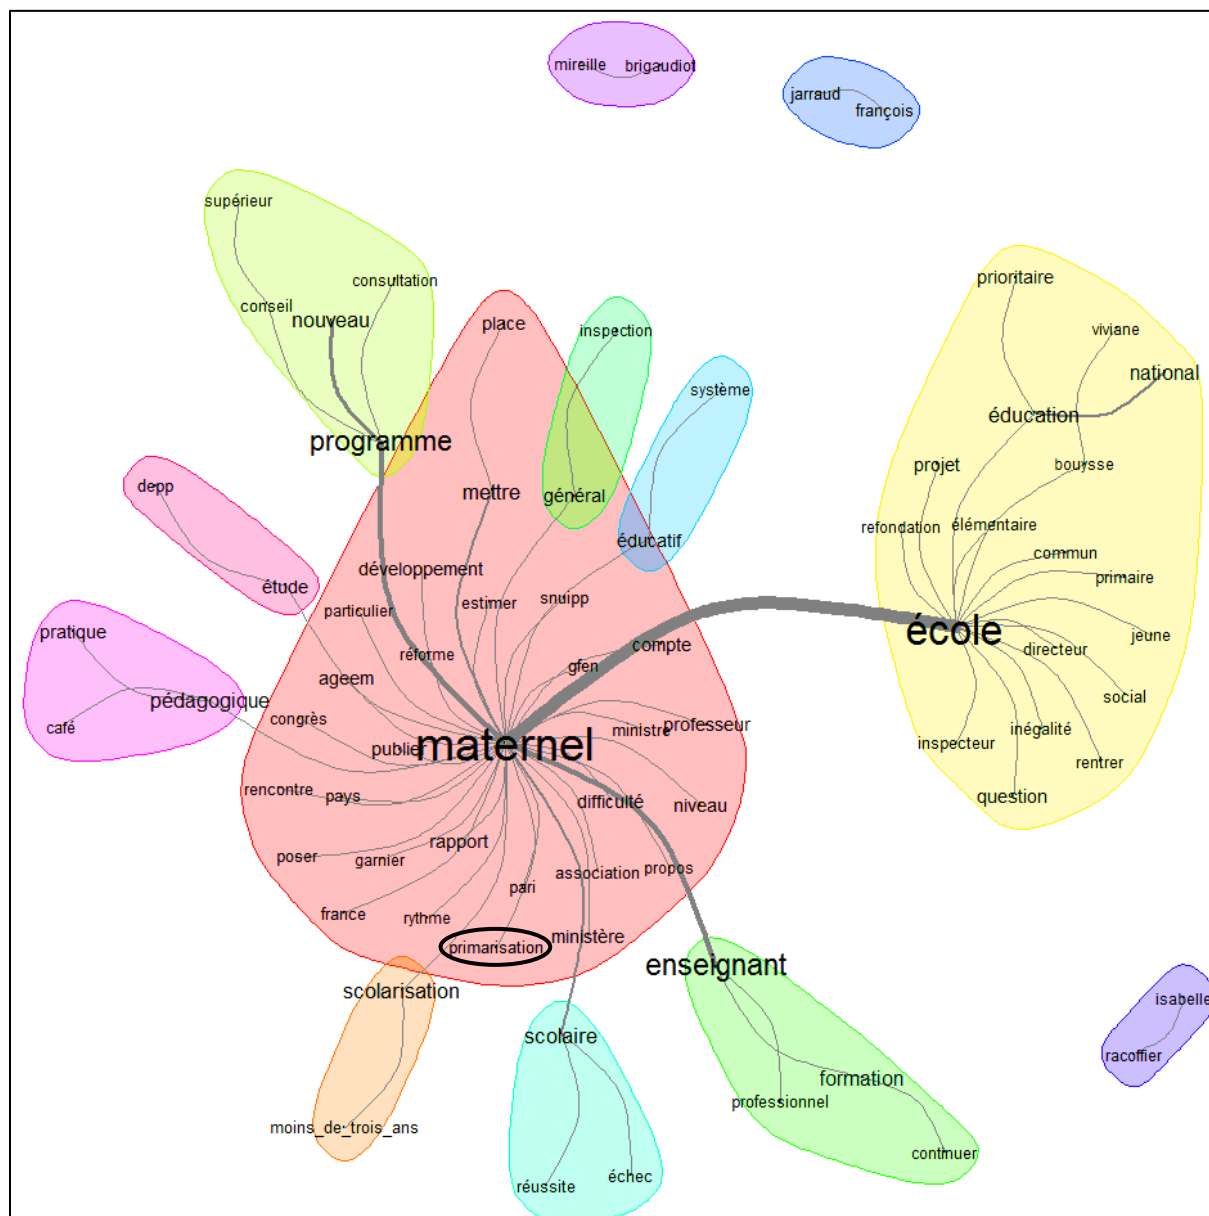 mireille brigaudiot
jarraud
françois
supérieur
consultation
conseil
nouveau
programme
place
inspection
système
mettre
général
éducatif
prioritaire
viviane
national
éducation
projet
bouysse
refondation
élémentaire
commun
primaire
école
jeune
directeur
social
inégalité
inspecteur
rentrer
question
depp
étude
pratique
pédagogique
café
développement
particulier
estimer
snuipp
réforme
gfen
compte
ageem
congrès
publier
maternel
ministre
professeur
rencontre
pays
difficulté
niveau
poser
garnier
rapport
pari
association
propos
france
rythme
primarisation
ministère
enseignant
scolarisation
moins_de_trois_ans
scolaire
réussite
échec
formation
professionnel
continuer
isabelle
racoffier